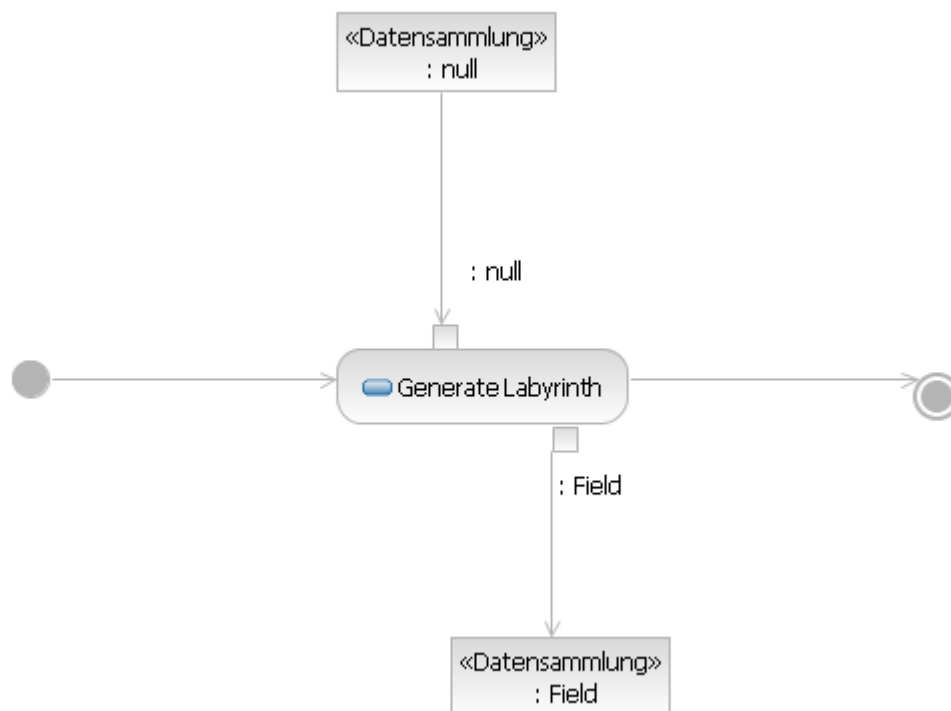 «Datensammlung»
: null
: null
Generate Labyrinth
: Field
«Datensammlung»
: Field